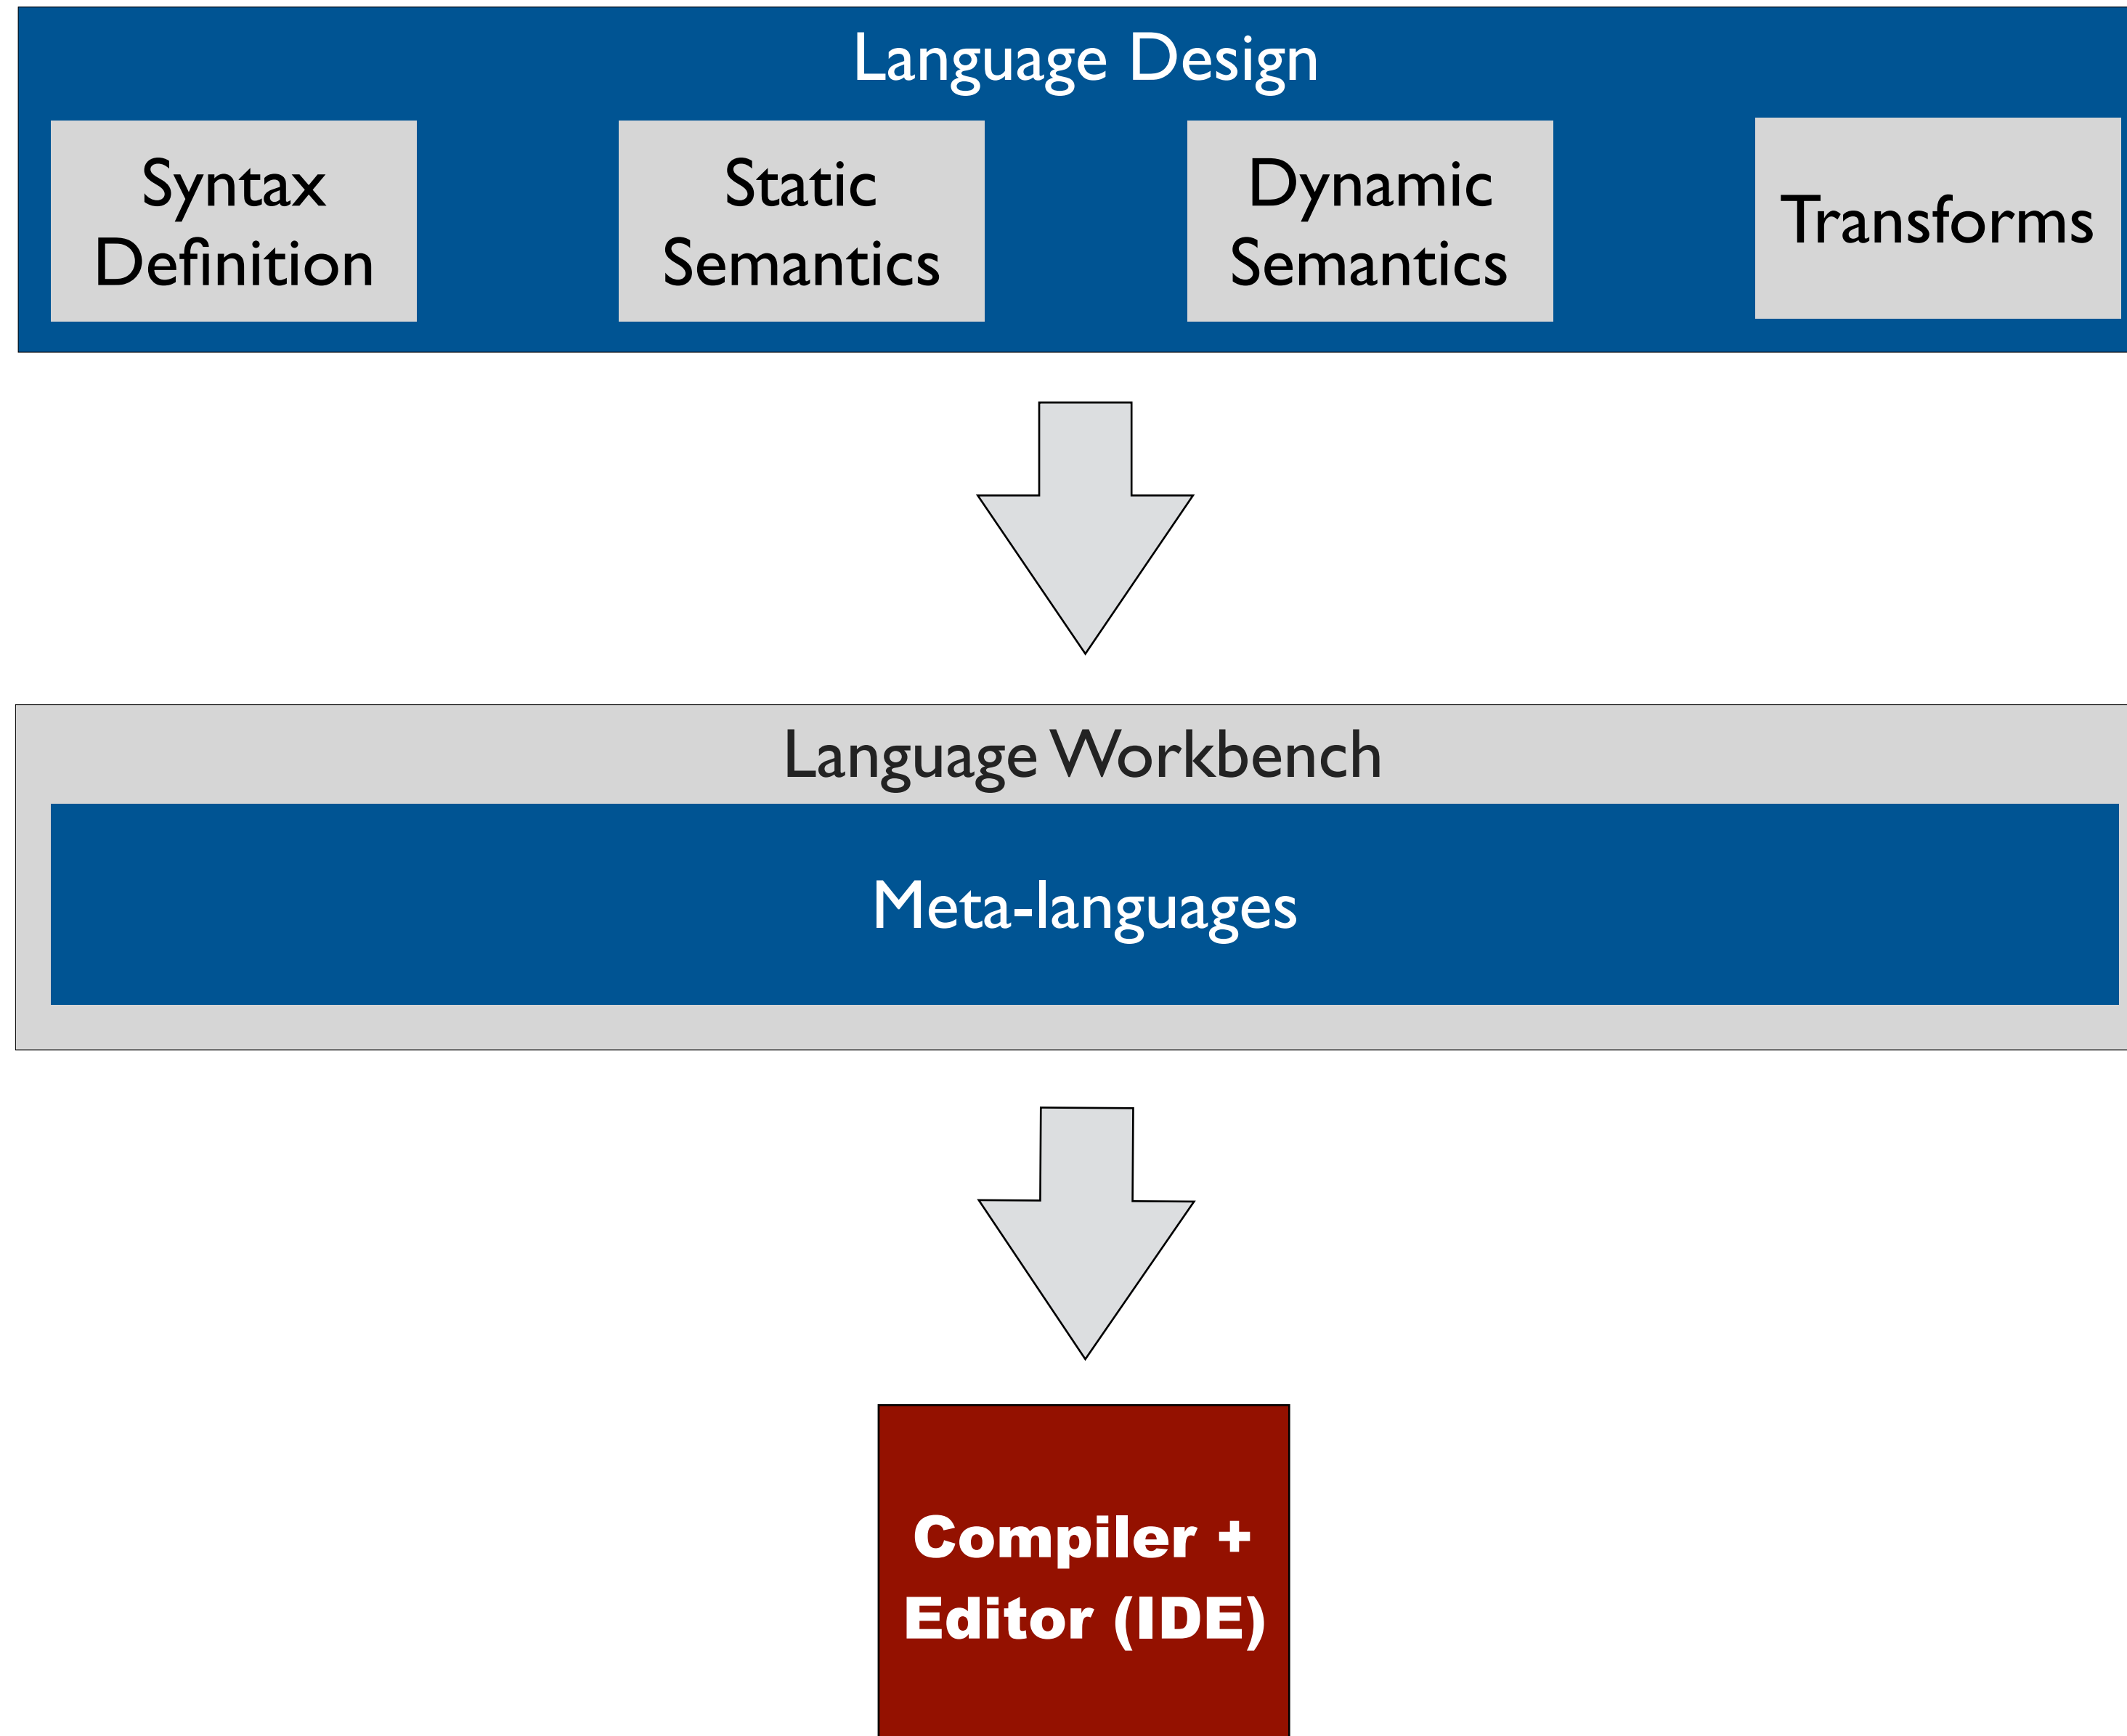 Language Design
Syntax
Definition
Static
Semantics
Dynamic
Semantics
Transforms
Language Workbench
Meta-languages
Compiler +
Editor (IDE)